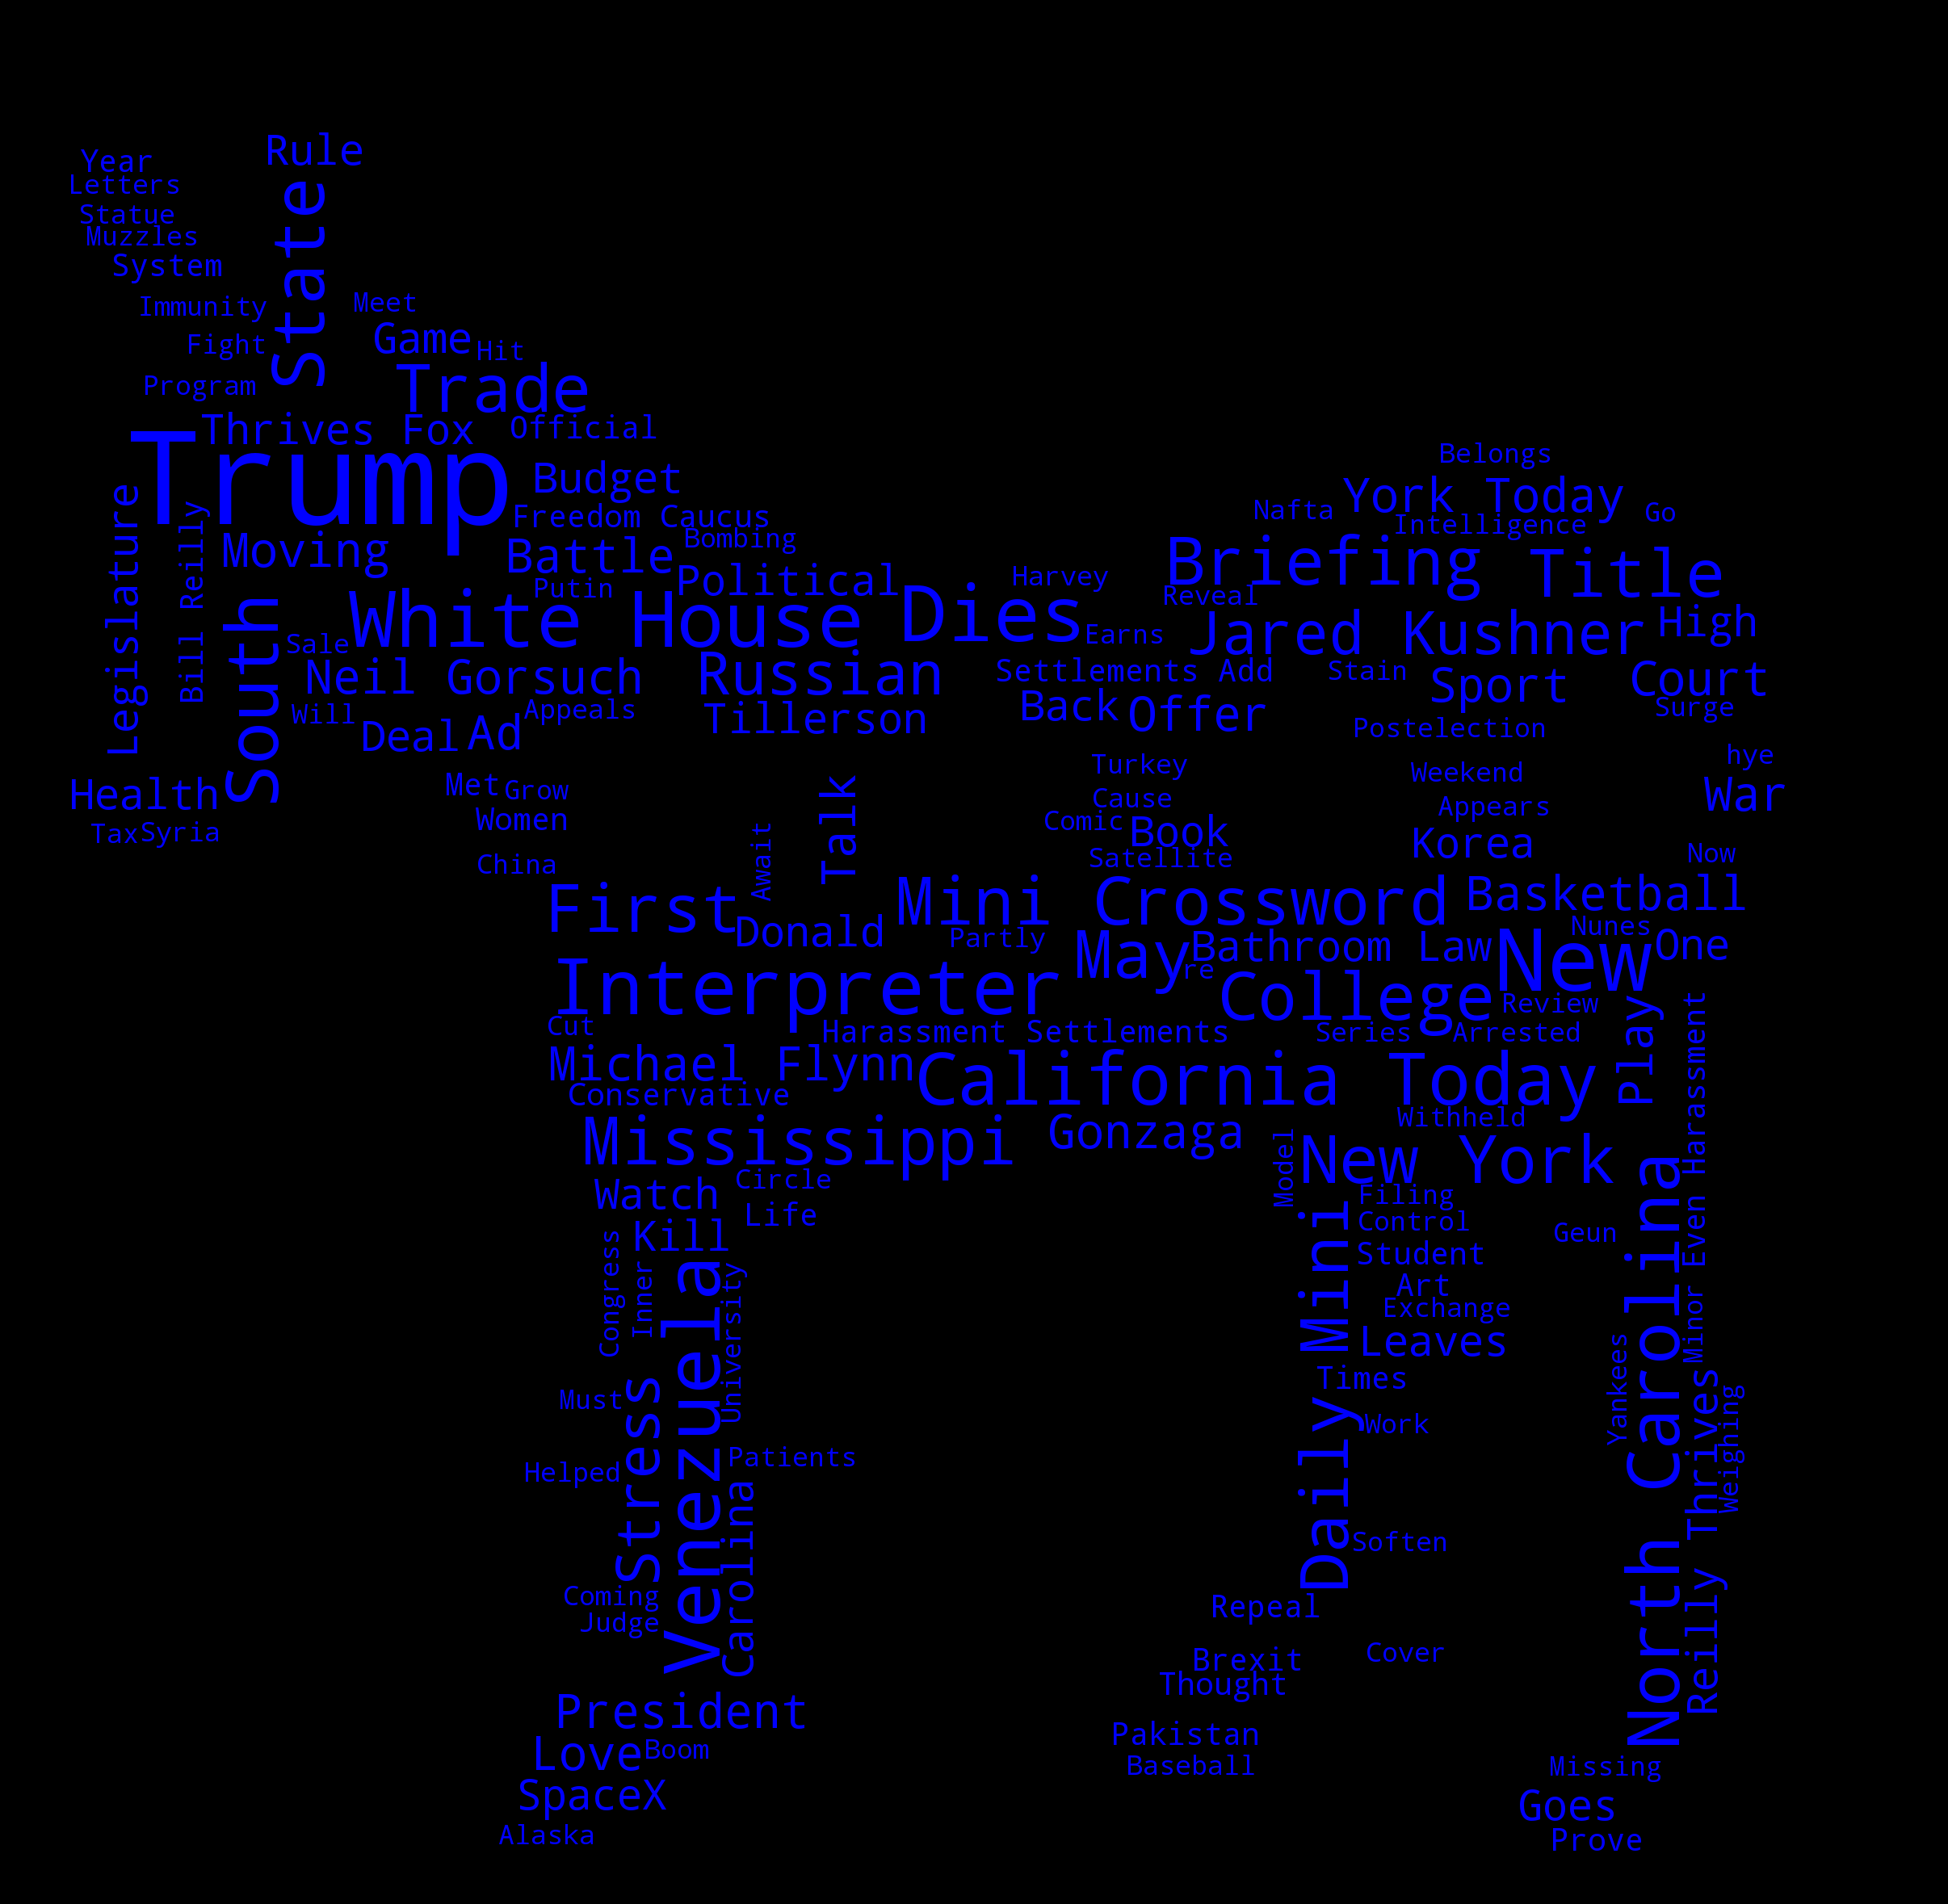 Rule
Year
Letters
State
Statue
Muzzles
System
Immunity
Meet
Fight
Game
Hit
Program
Trade
Thrives Fox
Official
Trump
Belongs
Budget
York Today
Legislature
Bill Reilly
Freedom Caucus
Nafta
Go
Intelligence
Bombing
Moving
Battle
Briefing
Title
Putin
Political
Harvey
Reveal
South
White House
Dies
High
Sale
Earns
Jared Kushner
Neil Gorsuch
Russian
Settlements Add
Stain
Sport
Court
Will
Appeals
Back
Offer
Surge
Deal
Ad
Tillerson
Postelection
hye
Turkey
Weekend
Health
Met
Grow
Talk
Cause
Appears
War
Tax
Syria
Women
Comic
Book
Korea
China
Await
Satellite
Now
First
Mini Crossword
Basketball
Donald
Partly
May
Bathroom Law
Nunes
New
One
re
Interpreter
College
Review
Cut
Harassment Settlements
Series
Arrested
Play
Michael Flynn
California Today
Minor Even Harassment
Conservative
Withheld
Mississippi
Gonzaga
Model
New York
Watch
Circle
Life
Filing
Control
Kill
Geun
Congress
Inner
Student
Art
Exchange
Venezuela
University
Daily Mini
Leaves
North Carolina
Yankees
Times
Must
Stress
Work
Reilly Thrives
Weighing
Patients
Helped
Carolina
Soften
Coming
Repeal
Judge
Brexit
Cover
Thought
President
Pakistan
Love
Boom
Baseball
Missing
SpaceX
Goes
Alaska
Prove